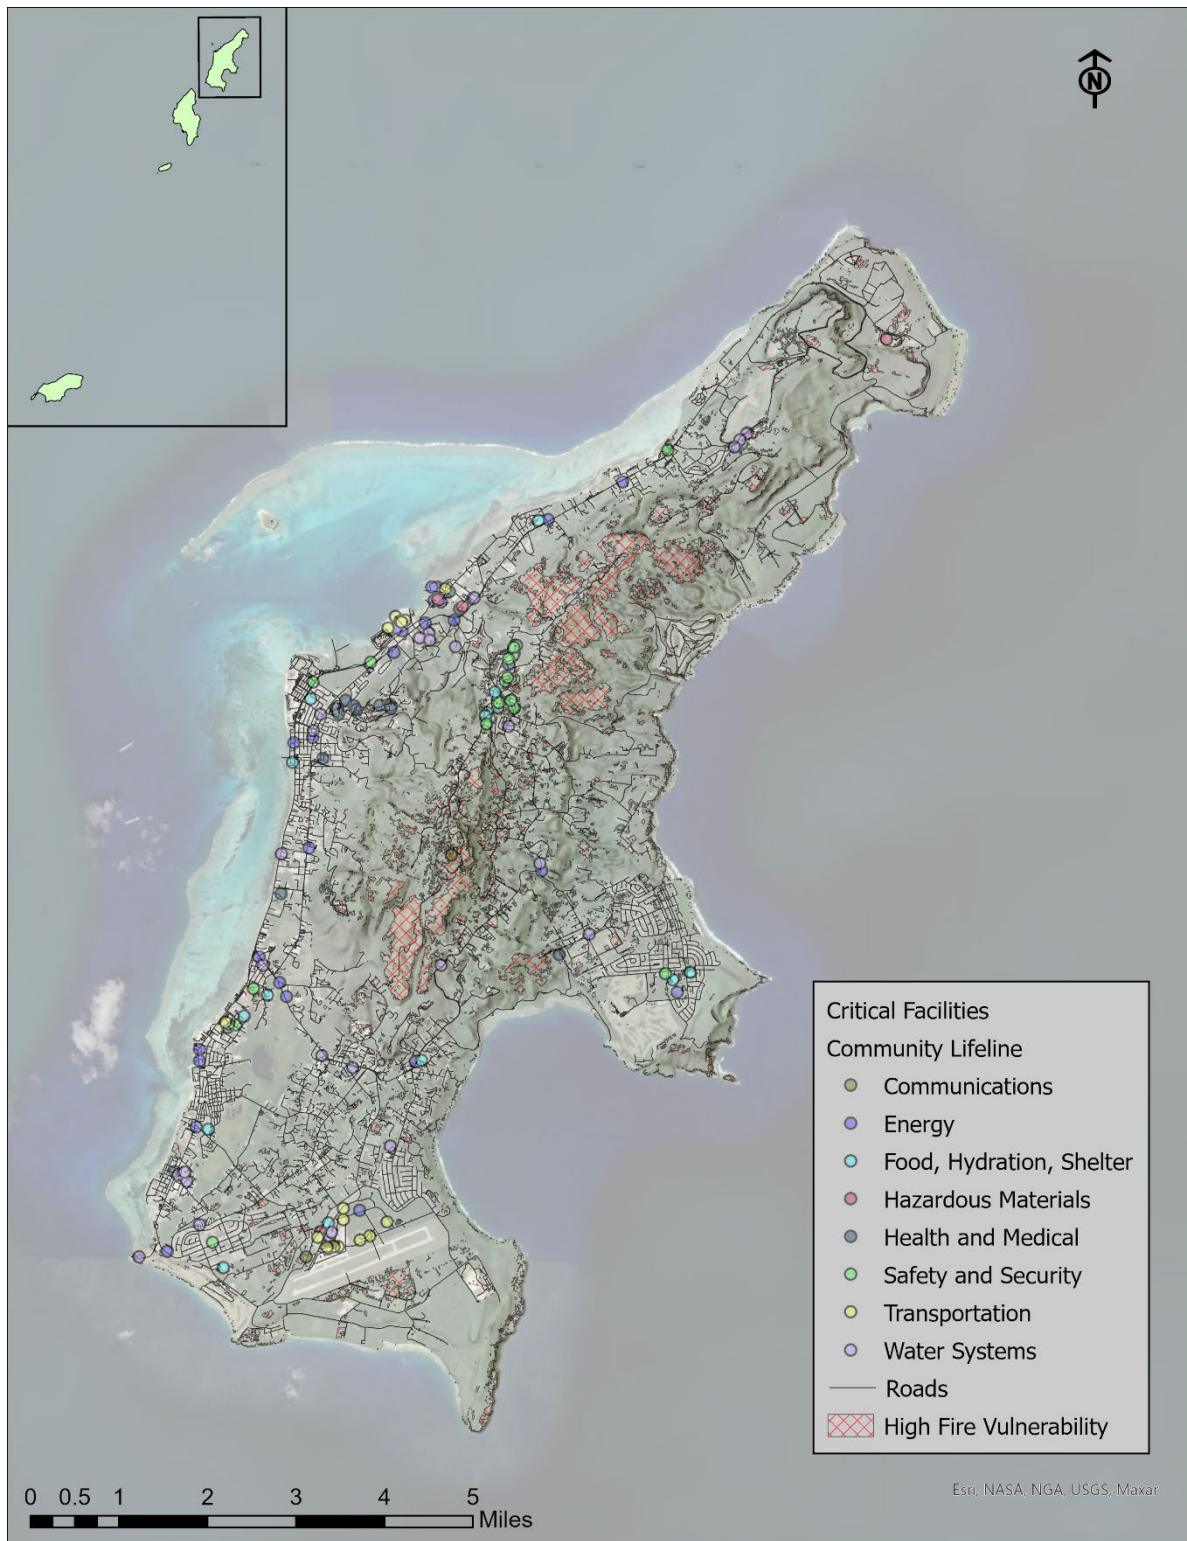 N
Critical Facilities
Community Lifeline
Communications
Energy
Food, Hydration, Shelter
Hazardous Materials
Health and Medical
Safety and Security
Transportation
Water Systems
Roads
High Fire Vulnerability
Esri, NASA, NGA, USGS, Maxar
0 0.5 1 2 3 4 5
Miles